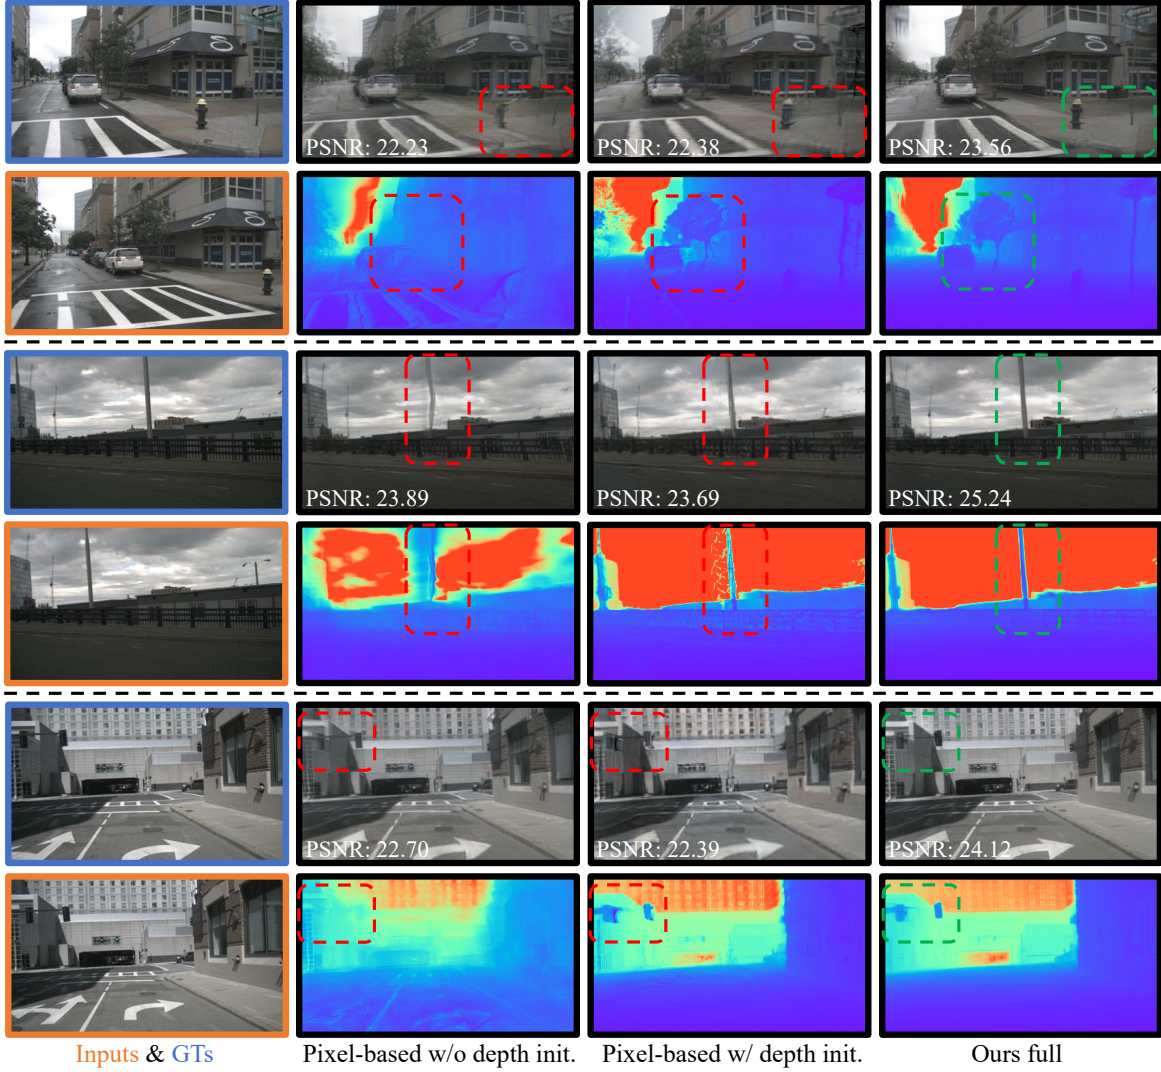 PSNR: 22.23
PSNR: 22.38
PSNR: 23.56
PSNR: 23.89
PSNR: 23.69
PSNR: 25.24
PSNR: 22.70
PSNR: 22.39
PSNR: 24.12
Inputs & GTs
Pixel-based w/o depth init.
Pixel-based w/ depth init.
Ours full